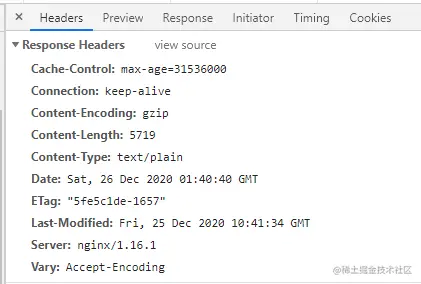 × Headers Preview Response Initiator Timing Cookies
▼ Response Headers view source
Cache-Control: max-age=31536000
Connection: keep-alive
Content-Encoding: gzip
Content-Length: 5719
Content-Type: text/plain
Date: Sat, 26 Dec 2020 01:40:40 GMT
ETag: "5fe5c1de-1657"
Last-Modified: Fri, 25 Dec 2020 10:41:34 GMT
Server: nginx/1.16.1
Vary: Accept-Encoding
@稀土掘金技术社区